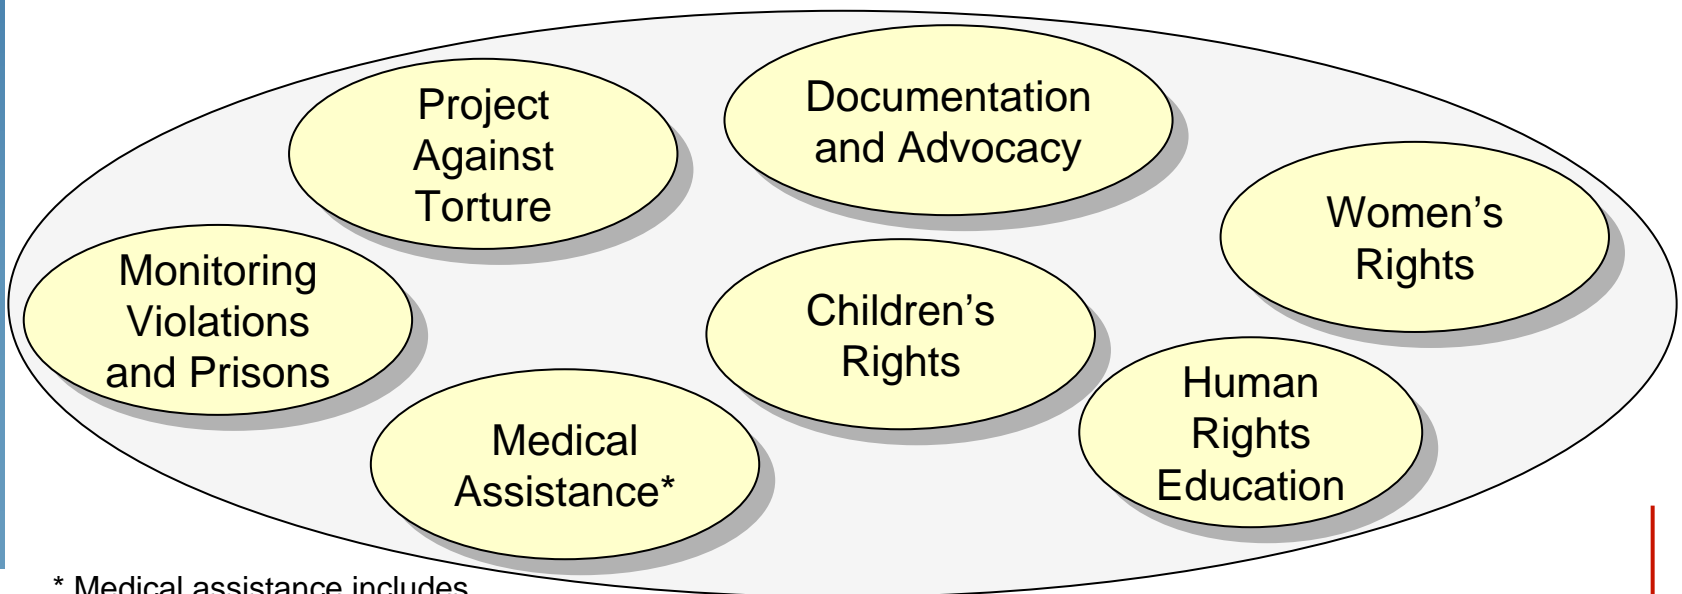 Project
Against
Torture
Documentation
and Advocacy
Women’s
Rights
Monitoring
Violations
and Prisons
Children’s
Rights
Medical
Assistance*
Human
Rights
Education
* Medical assistance includes